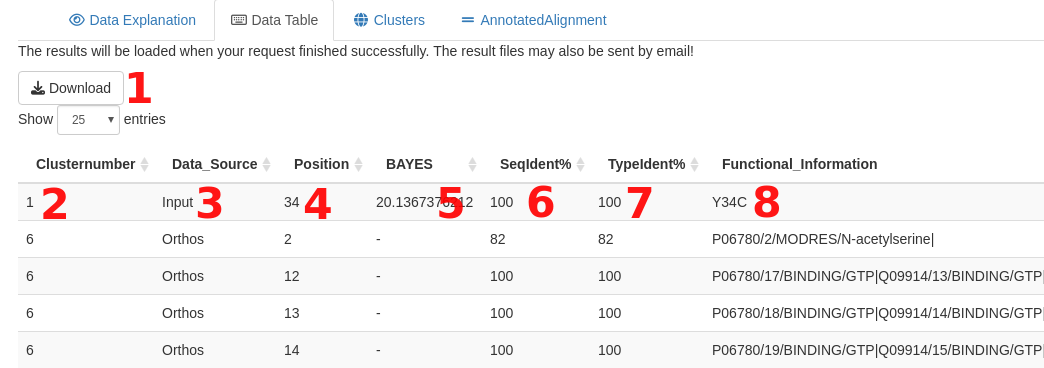 Data Explanation Data Table Clusters AnnotatedAlignment
The results will be loaded when your request finished successfully. The result files may also be sent by email!
Download 1
Show 25 entries
Clusternumber Data_Source Position BAYES SeqIdent% TypeIdent% Functional_Information
1 2 Input 3 34 4 5 100 6 100 7 Y34C 8
6 Orthos 2 - 82 82 P06780/2/MODRES/N-acetylserine|
6 Orthos 12 - 100 100 P06780/17/BINDING/GTP|Q09914/13/BINDING/GTP|
6 Orthos 13 - 100 100 P06780/18/BINDING/GTP|Q09914/14/BINDING/GTP|
6 Orthos 14 - 100 100 P06780/19/BINDING/GTP|Q09914/15/BINDING/GTP|